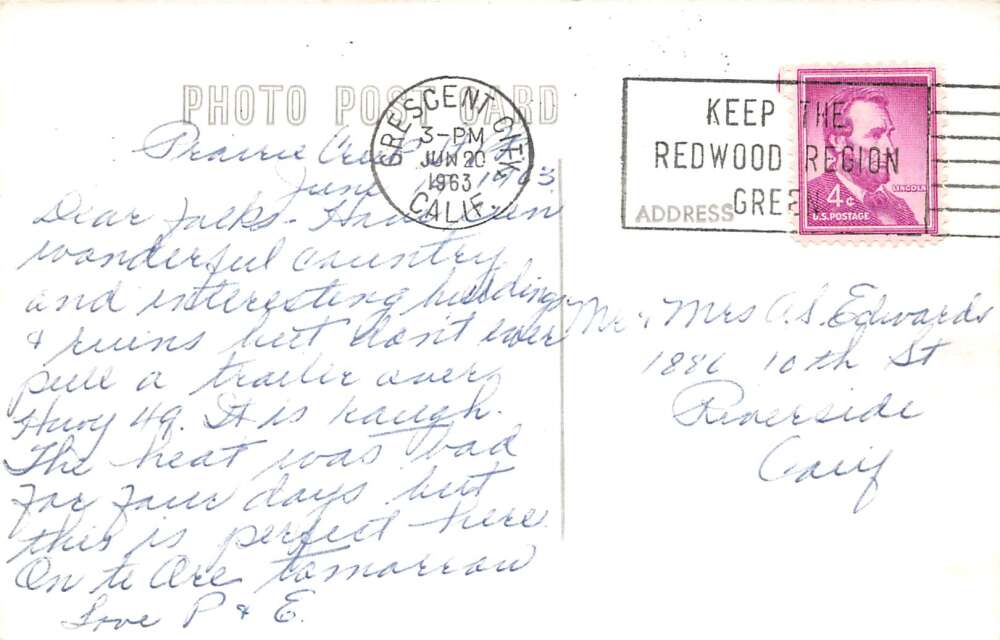 PHOTO POST CARD
CRESCENT CITY
3-PM
JUN 20
1963
CALIF.
KEEP THE
REDWOOD REGION
GREEN
ADDRESS
LINCOLN
4¢
U.S. POSTAGE
Prairie Creek
June 1963
Dear Folks - Have seen
wonderful country
and interesting buildings
& ruins but don't ever
pull a trailer over
Hwy 49. It is rough.
The heat was bad
for four days but
this is perfect here
On to Ore tomorrow
Love P & E.
Mr & Mrs A.S. Edwards
1886 10th St
Riverside
Calif